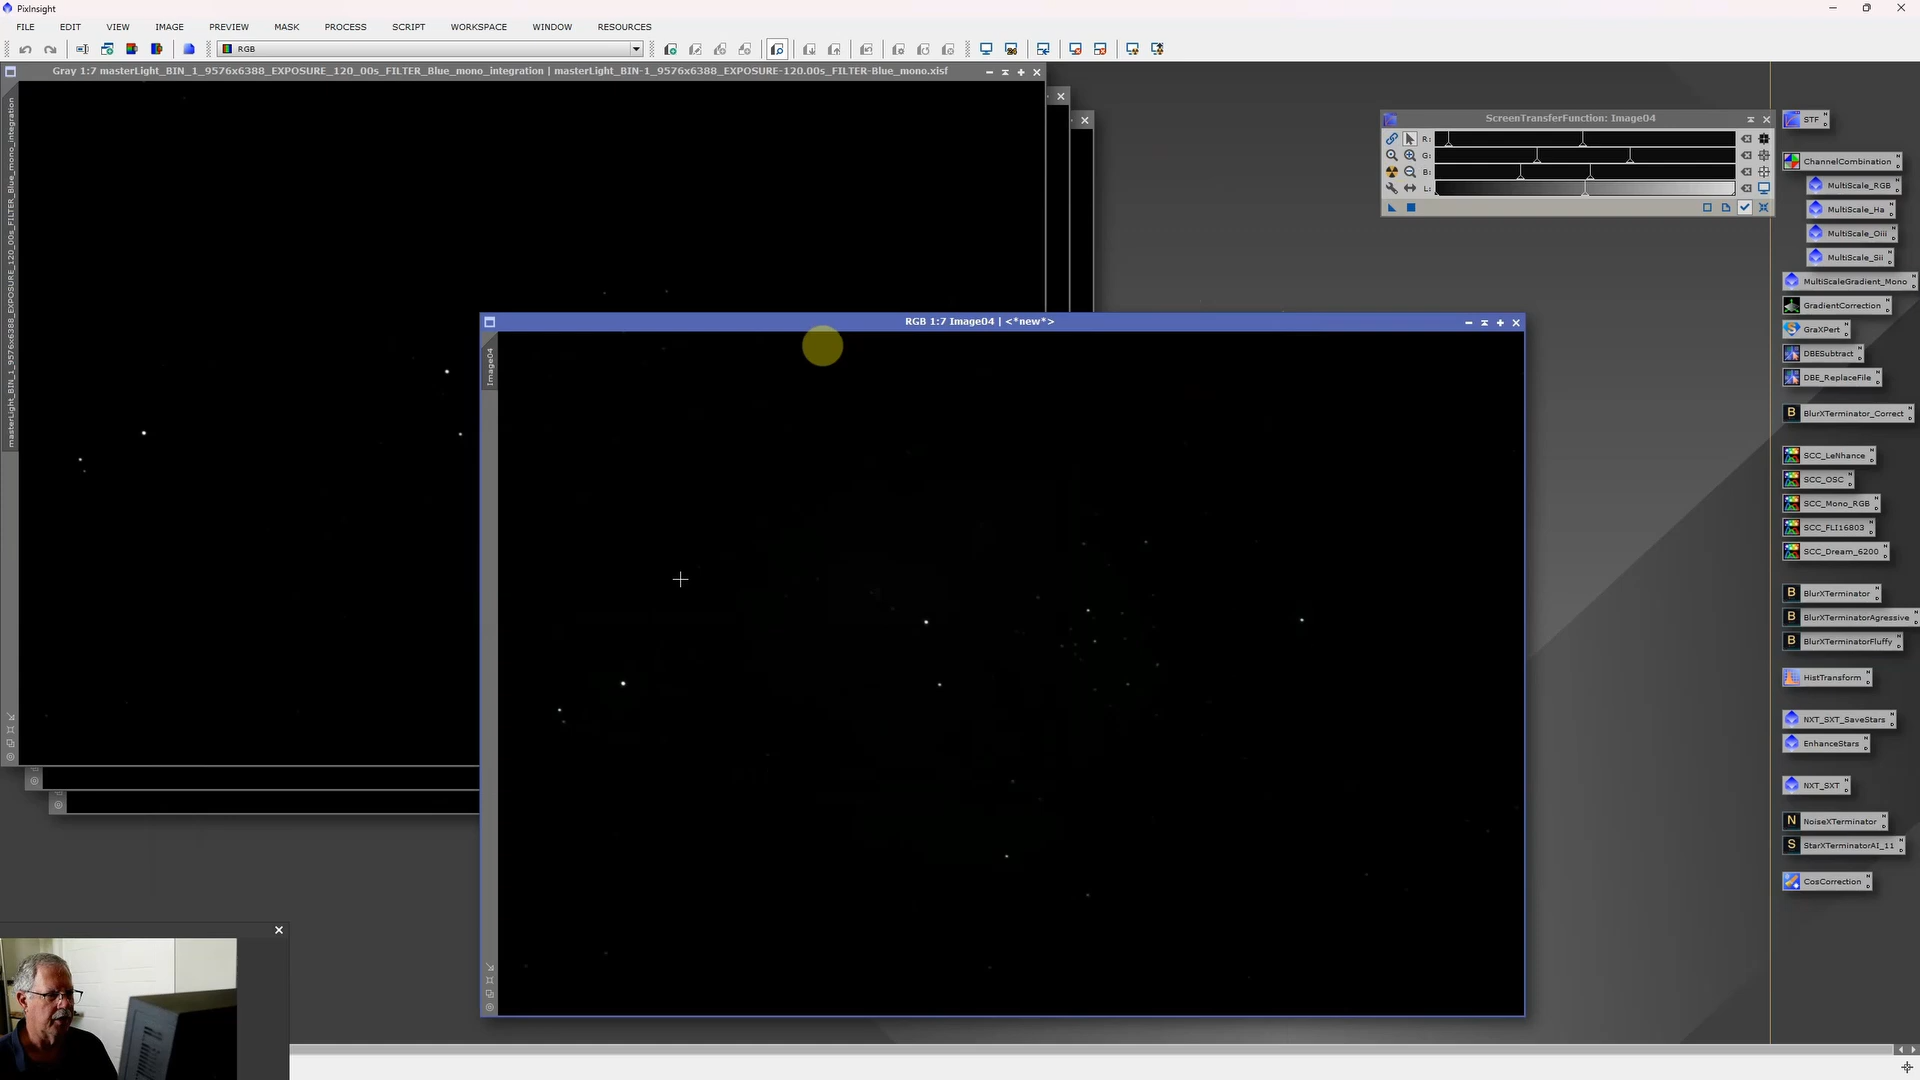 PixInsight
FILE EDIT VIEW IMAGE PREVIEW MASK PROCESS SCRIPT WORKSPACE WINDOW RESOURCES
RGB
Gray 1:7 masterLight_BIN_1_9576x6388_EXPOSURE_120_00s_FILTER_Blue_mono_integration | masterLight_BIN-1_9576x6388_EXPOSURE-120.00s_FILTER-Blue_mono.xisf
masterLight_BIN_1_9576x6388_EXPOSURE_120_00s_FILTER_Blue_mono_integration
RGB 1:7 Image04 | <*new*>
Image04
ScreenTransferFunction: Image04
R:
G:
B:
L:
STF
ChannelCombination
MultiScale_RGB
MultiScale_Ha
MultiScale_Oiii
MultiScale_Sii
MultiScaleGradient_Mono
GradientCorrection
GraXpert
DBESubtract
DBE_ReplaceFile
B BlurXTerminator_Correct
SCC_LeNhance
SCC_OSC
SCC_Mono_RGB
SCC_FLI16803
SCC_Dream_6200
B BlurXTerminator
B BlurXTerminatorAgressive
B BlurXTerminatorFluffy
HistTransform
NXT_SXT_SaveStars
EnhanceStars
NXT_SXT
N NoiseXTerminator
S StarXTerminatorAI_11
CosCorrection